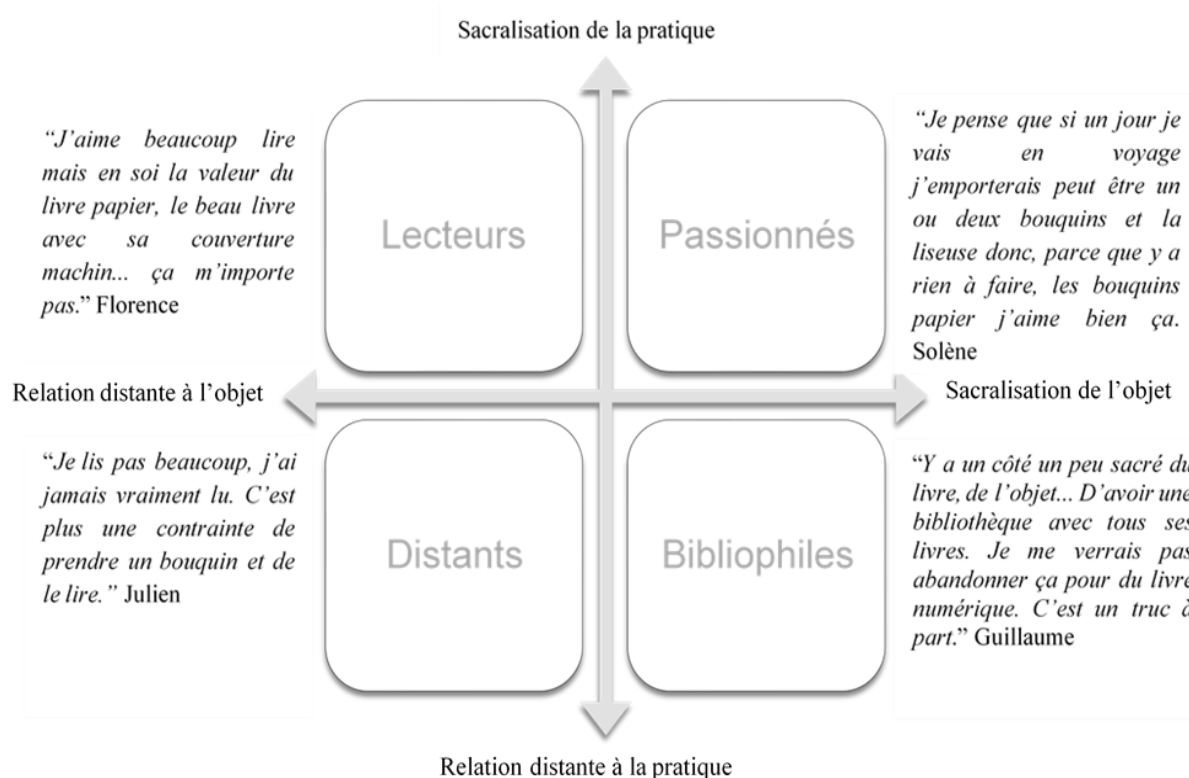 Sacralisation de la pratique
“J’aime beaucoup lire
mais en soi la valeur du
livre papier, le beau livre
avec sa couverture
machin... ça m’importe
pas.” Florence
Lecteurs
Passionnés
“Je pense que si un jour je
vais en voyage
j’emporterais peut être un
ou deux bouquins et la
liseuse donc, parce que y a
rien à faire, les bouquins
papier j’aime bien ça.
Solène
Relation distante à l’objet
Sacralisation de l’objet
“Je lis pas beaucoup, j’ai
jamais vraiment lu. C’est
plus une contrainte de
prendre un bouquin et de
le lire.” Julien
Distants
Bibliophiles
“Y a un côté un peu sacré du
livre, de l’objet... D’avoir une
bibliothèque avec tous ses
livres. Je me verrais pas
abandonner ça pour du livre
numérique. C’est un truc à
part.” Guillaume
Relation distante à la pratique